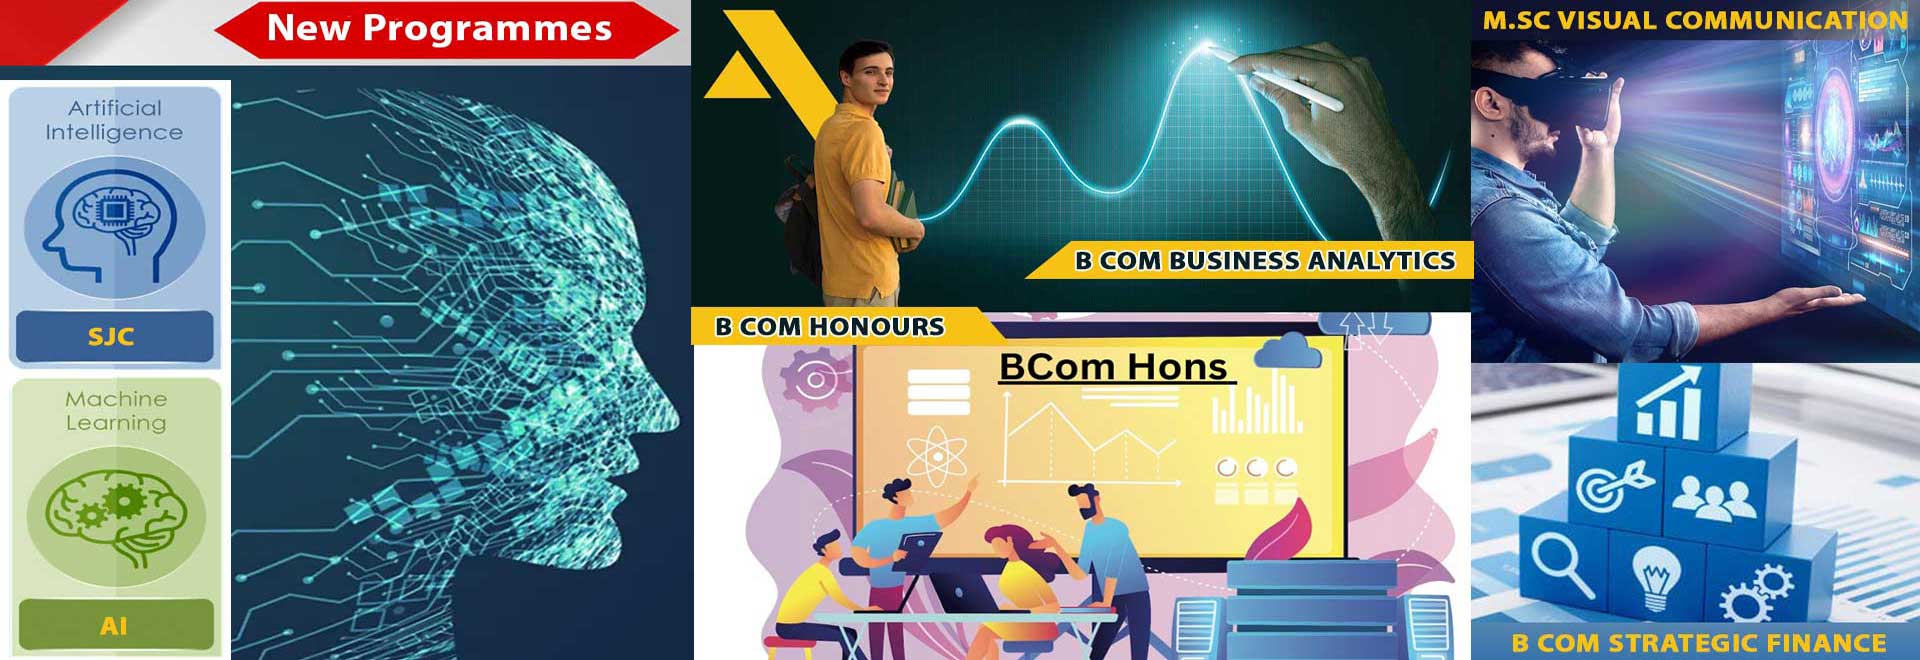 New Programmes
Artificial
Intelligence
SJC
Machine
Learning
AI
B COM BUSINESS ANALYTICS
B COM HONOURS
BCom Hons
M.SC VISUAL COMMUNICATION
B COM STRATEGIC FINANCE